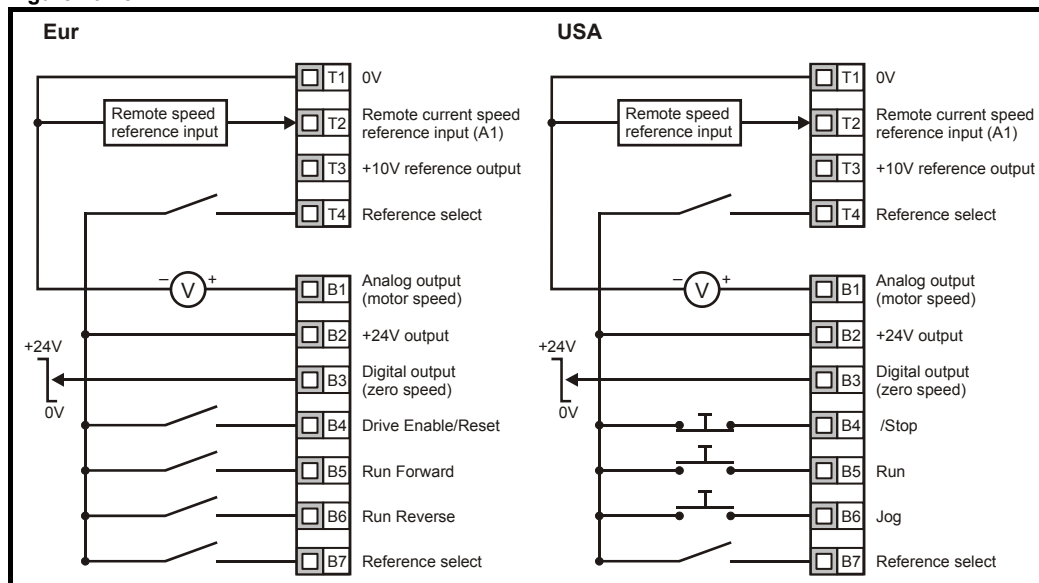 Eur
T1 0V
Remote speed
reference input
T2 Remote current speed
reference input (A1)
T3 +10V reference output
T4 Reference select
– V +
B1 Analog output
(motor speed)
B2 +24V output
+24V
0V
B3 Digital output
(zero speed)
B4 Drive Enable/Reset
B5 Run Forward
B6 Run Reverse
B7 Reference select
USA
T1 0V
Remote speed
reference input
T2 Remote current speed
reference input (A1)
T3 +10V reference output
T4 Reference select
– V +
B1 Analog output
(motor speed)
B2 +24V output
+24V
0V
B3 Digital output
(zero speed)
B4 /Stop
B5 Run
B6 Jog
B7 Reference select